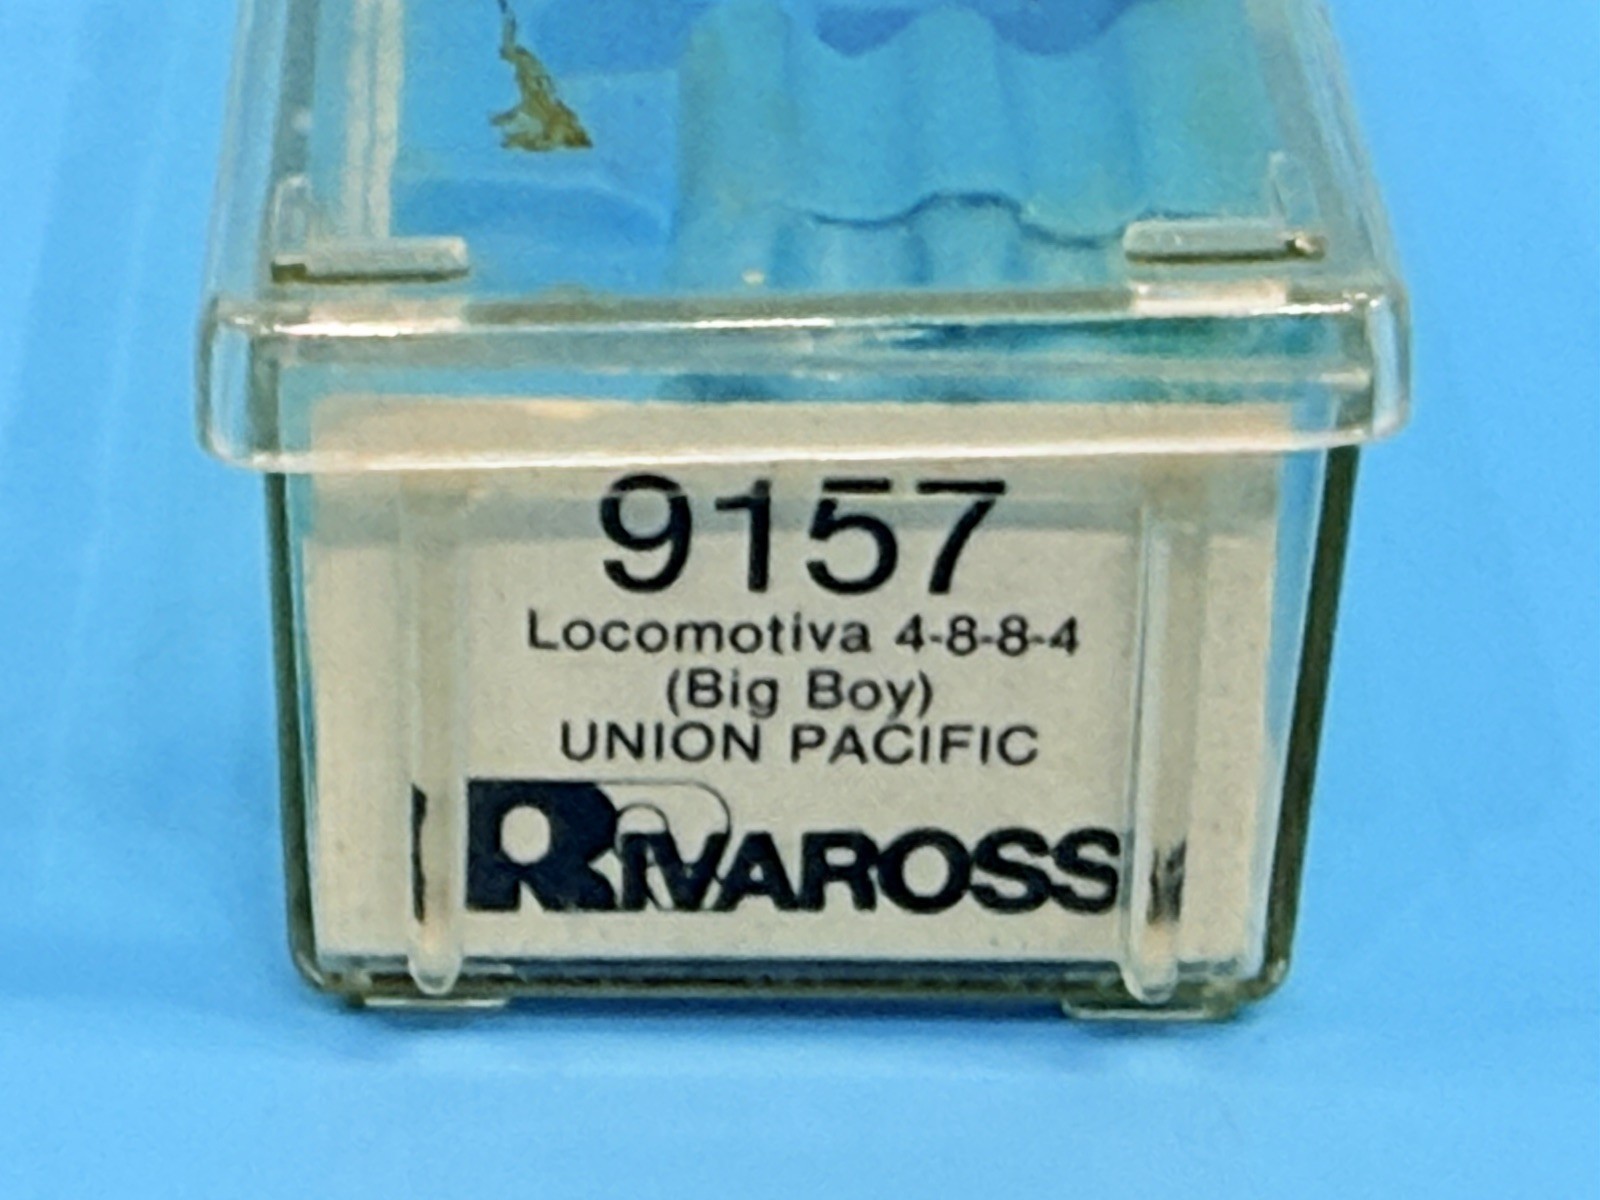 9157
Locomotiva 4-8-8-4
(Big Boy)
UNION PACIFIC
RIVAROSSI